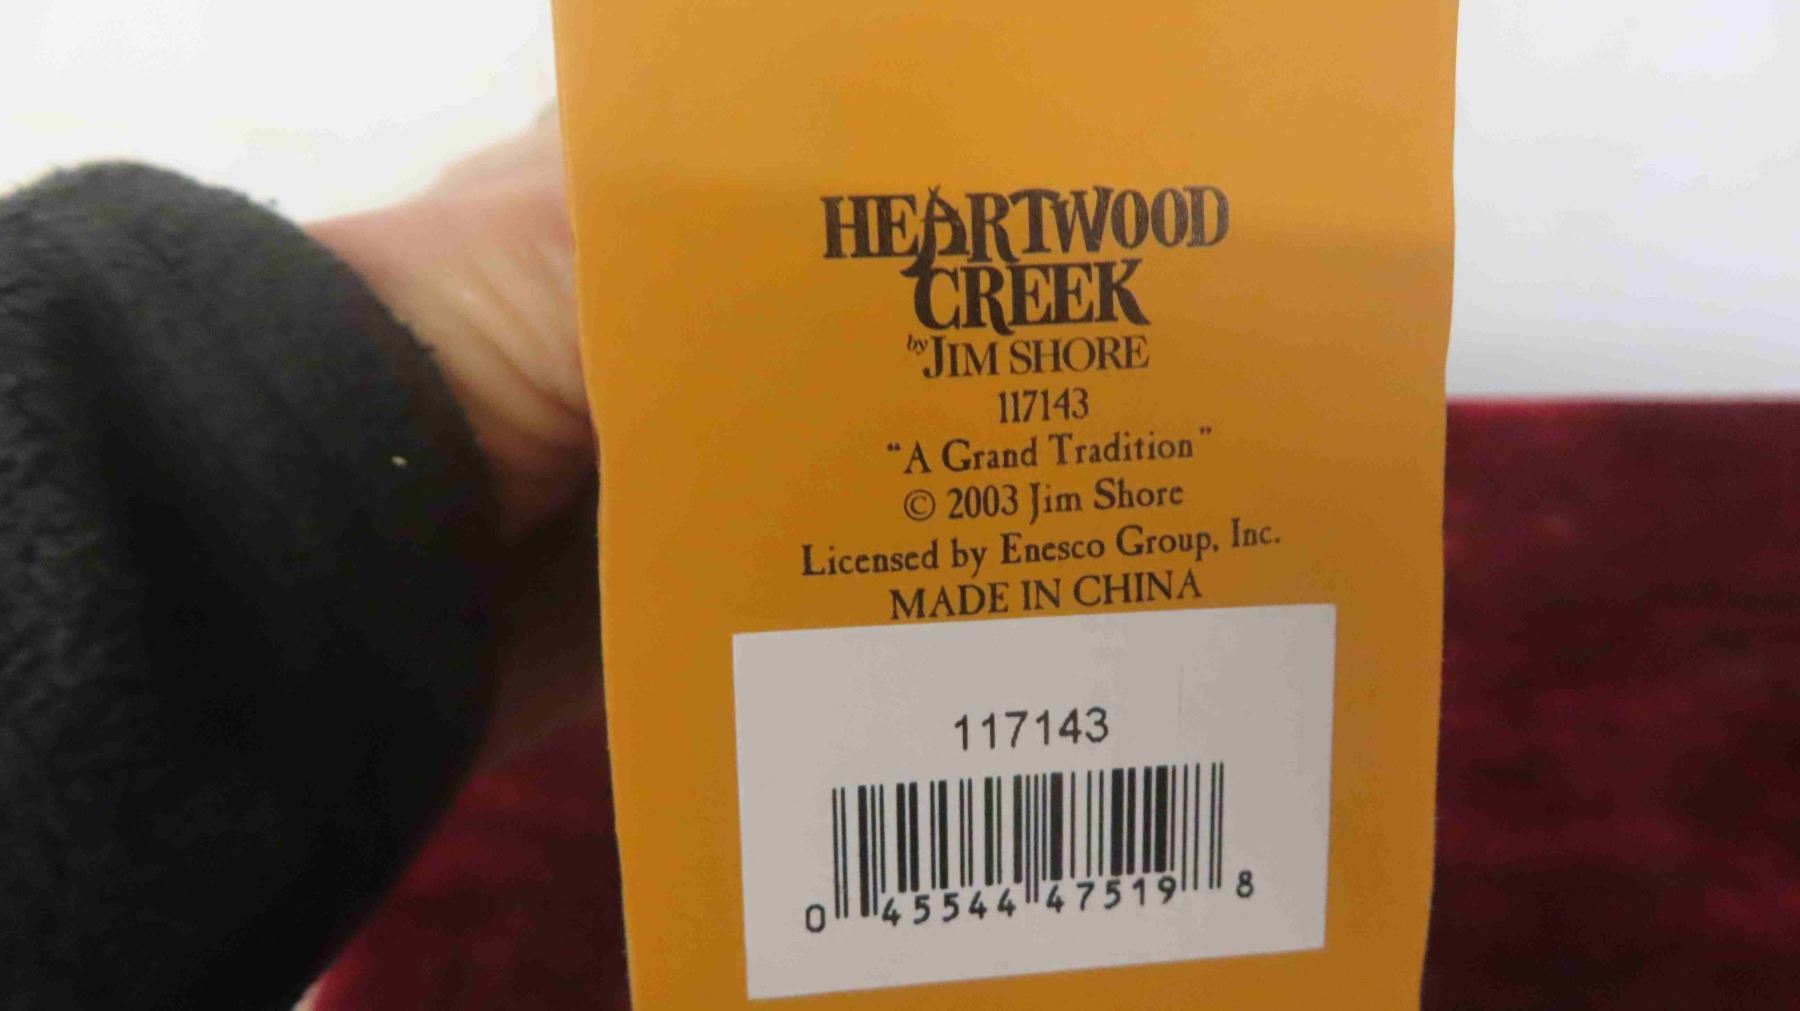 HEARTWOOD
CREEK
by JIM SHORE
117143
“A Grand Tradition”
© 2003 Jim Shore
Licensed by Enesco Group, Inc.
MADE IN CHINA
117143
0 45544 47519 8